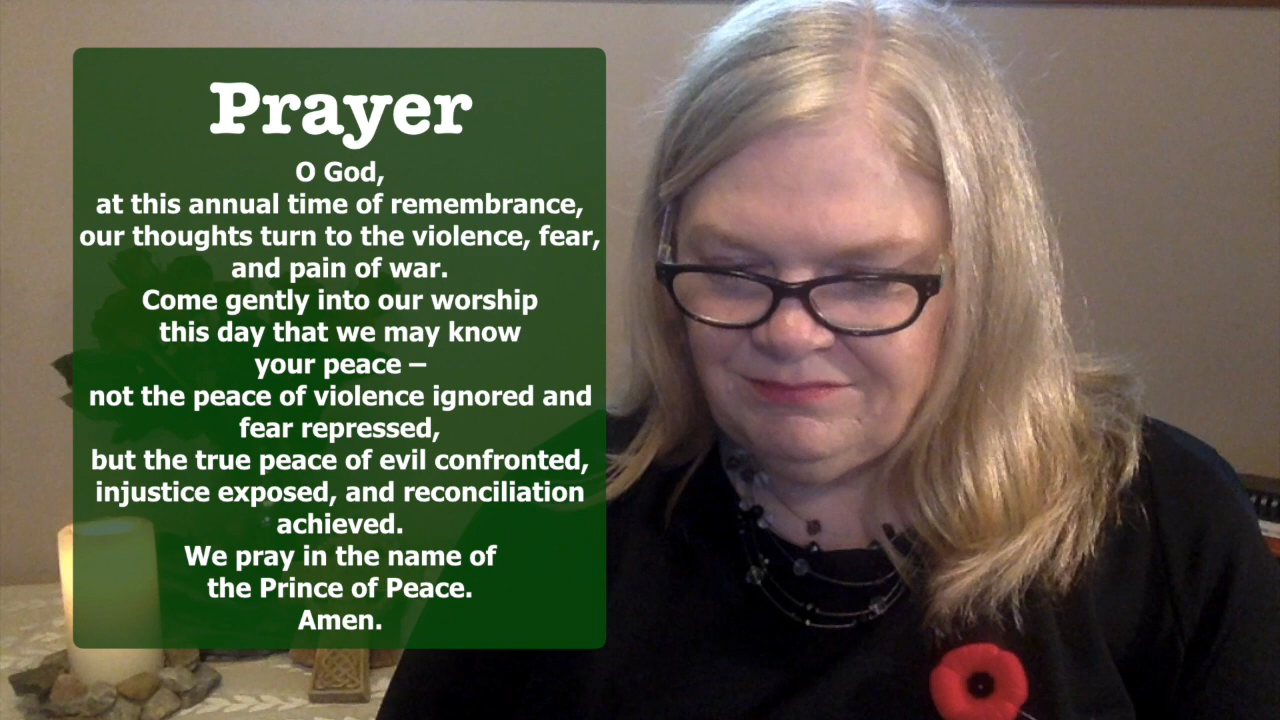 Prayer
O God,
at this annual time of remembrance,
our thoughts turn to the violence, fear,
and pain of war.
Come gently into our worship
this day that we may know
your peace –
not the peace of violence ignored and
fear repressed,
but the true peace of evil confronted,
injustice exposed, and reconciliation
achieved.
We pray in the name of
the Prince of Peace.
Amen.